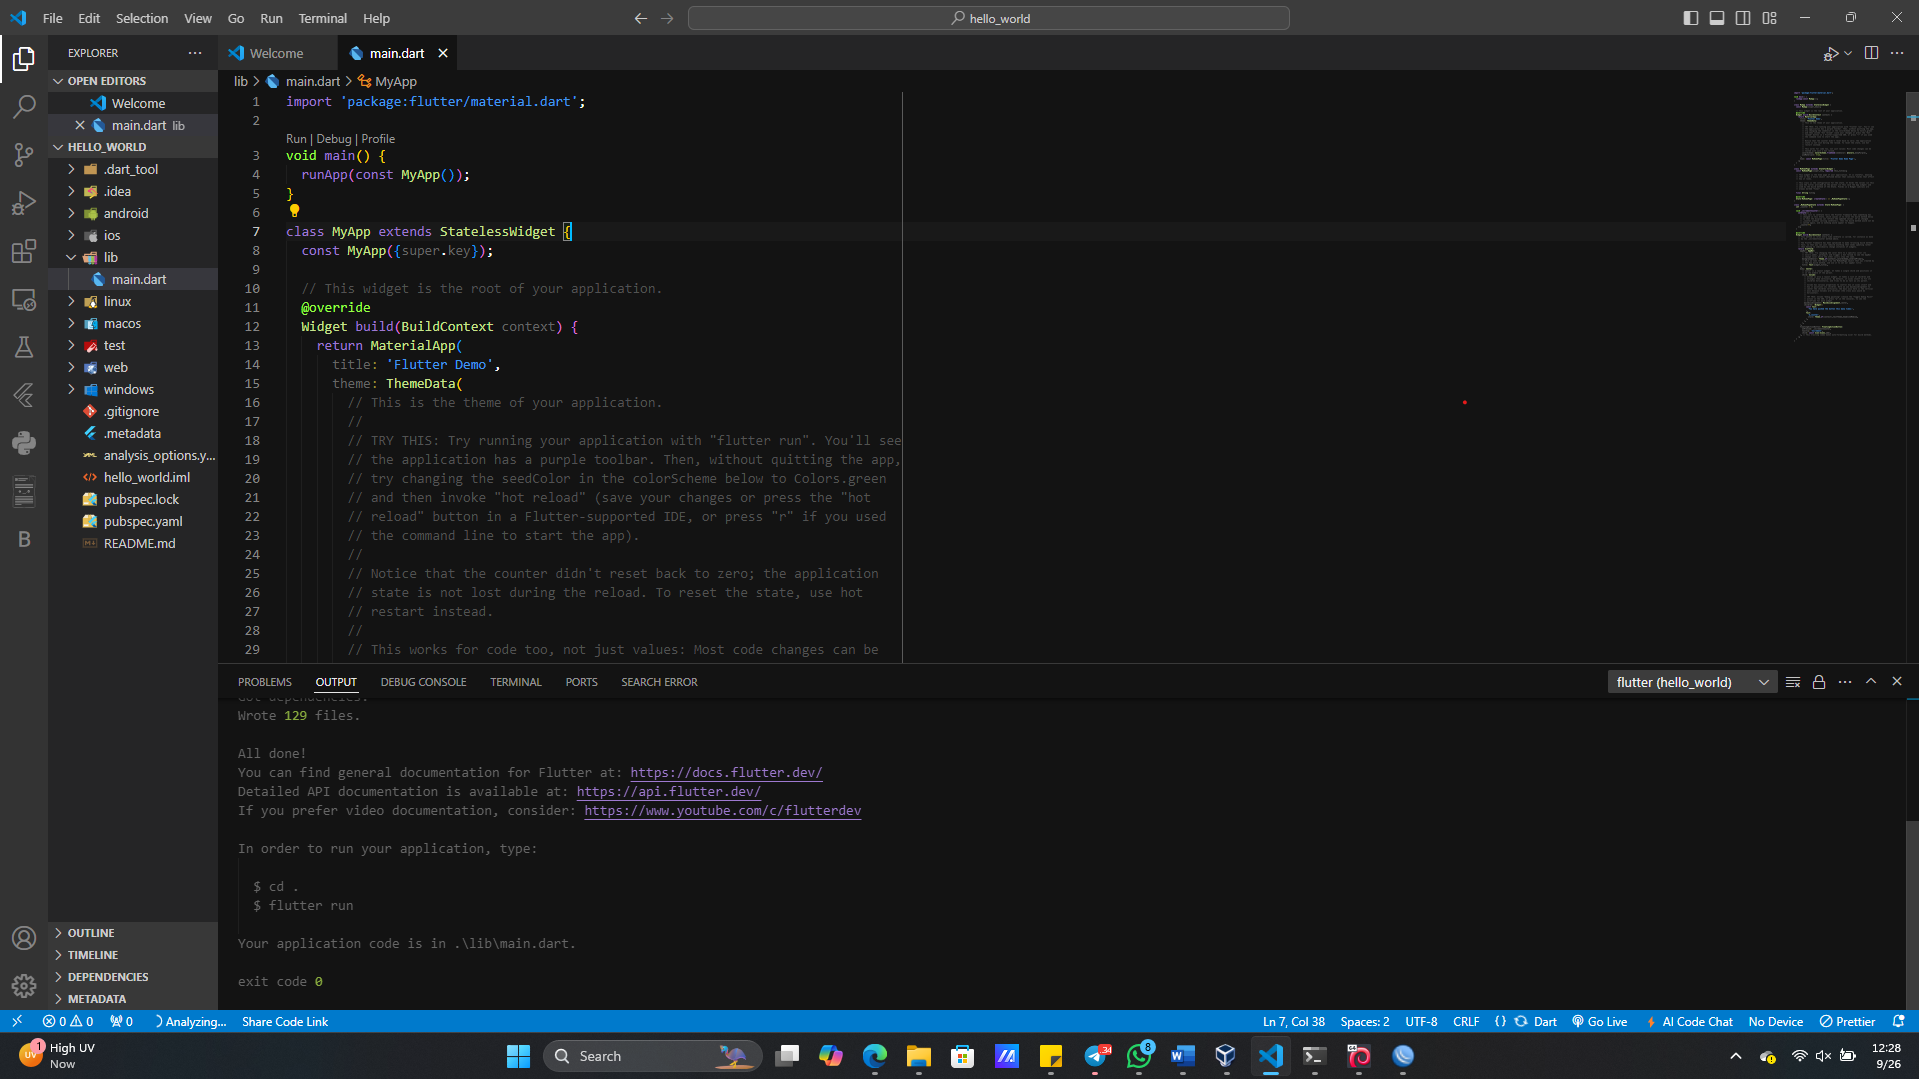 File Edit Selection View Go Run Terminal Help
hello_world
EXPLORER
OPEN EDITORS
Welcome
main.dart lib
HELLO_WORLD
.dart_tool
.idea
android
ios
lib
main.dart
linux
macos
test
web
windows
.gitignore
.metadata
analysis_options.y...
hello_world.iml
pubspec.lock
pubspec.yaml
README.md
OUTLINE
TIMELINE
DEPENDENCIES
METADATA
Welcome
main.dart
lib > main.dart > MyApp
1 import 'package:flutter/material.dart';
2
Run | Debug | Profile
3 void main() {
4 runApp(const MyApp());
5 }
6
7 class MyApp extends StatelessWidget {
8 const MyApp({super.key});
9
10 // This widget is the root of your application.
11 @override
12 Widget build(BuildContext context) {
13 return MaterialApp(
14 title: 'Flutter Demo',
15 theme: ThemeData(
16 // This is the theme of your application.
17 //
18 // TRY THIS: Try running your application with "flutter run". You'll see
19 // the application has a purple toolbar. Then, without quitting the app,
20 // try changing the seedColor in the colorScheme below to Colors.green
21 // and then invoke "hot reload" (save your changes or press the "hot
22 // reload" button in a Flutter-supported IDE, or press "r" if you used
23 // the command line to start the app).
24 //
25 // Notice that the counter didn't reset back to zero; the application
26 // state is not lost during the reload. To reset the state, use hot
27 // restart instead.
28 //
29 // This works for code too, not just values: Most code changes can be
PROBLEMS OUTPUT DEBUG CONSOLE TERMINAL PORTS SEARCH ERROR
flutter (hello_world)
Got dependencies.
Wrote 129 files.
All done!
You can find general documentation for Flutter at: https://docs.flutter.dev/
Detailed API documentation is available at: https://api.flutter.dev/
If you prefer video documentation, consider: https://www.youtube.com/c/flutterdev
In order to run your application, type:
$ cd .
$ flutter run
Your application code is in .\lib\main.dart.
exit code 0
0 0 0 Analyzing... Share Code Link
Ln 7, Col 38 Spaces: 2 UTF-8 CRLF {} Dart Go Live AI Code Chat No Device Prettier
UV 1
High UV
Now
Search
34
8
12:28
9/26